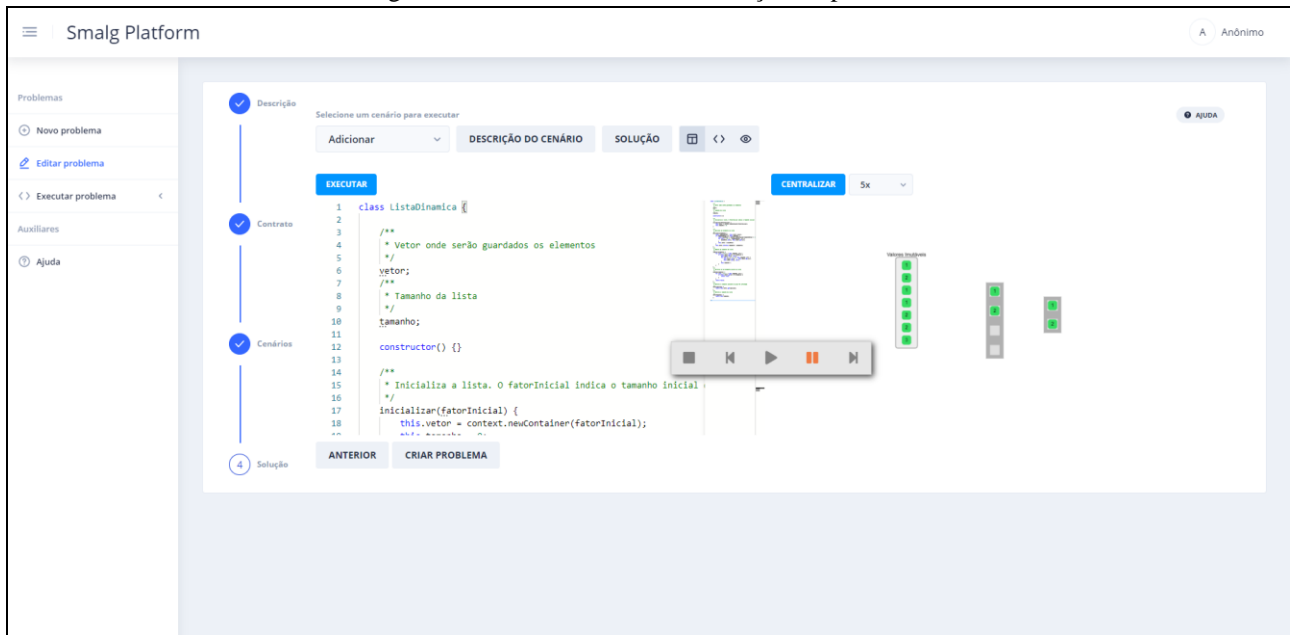 Smalg Platform
A Anônimo
Problemas
Novo problema
Editar problema
Executar problema
Auxiliares
Ajuda
Descrição
Contrato
Cenários
4 Solução
Selecione um cenário para executar
AJUDA
Adicionar
DESCRIÇÃO DO CENÁRIO
SOLUÇÃO
EXECUTAR
CENTRALIZAR
5x
1 class ListaDinamica {
2
3 /**
4 * Vetor onde serão guardados os elementos
5 */
6 vetor;
7 /**
8 * Tamanho da lista
9 */
10 tamanho;
11
12 constructor() {}
13
14 /**
15 * Inicializa a lista. O fatorInicial indica o tamanho inicial
16 */
17 inicializar(fatorInicial) {
18 this.vetor = context.newContainer(fatorInicial);
Valores Imutáveis
ANTERIOR
CRIAR PROBLEMA